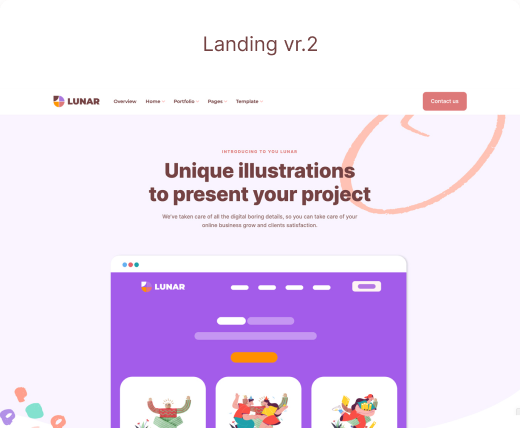 Landing vr.2
LUNAR Overview Home Portfolio Pages Template Contact us
INTRODUCING TO YOU LUNAR
Unique illustrations
to present your project
We've taken care of all the digital boring details, so you can take care of your
online business grow and clients satisfaction.
LUNAR